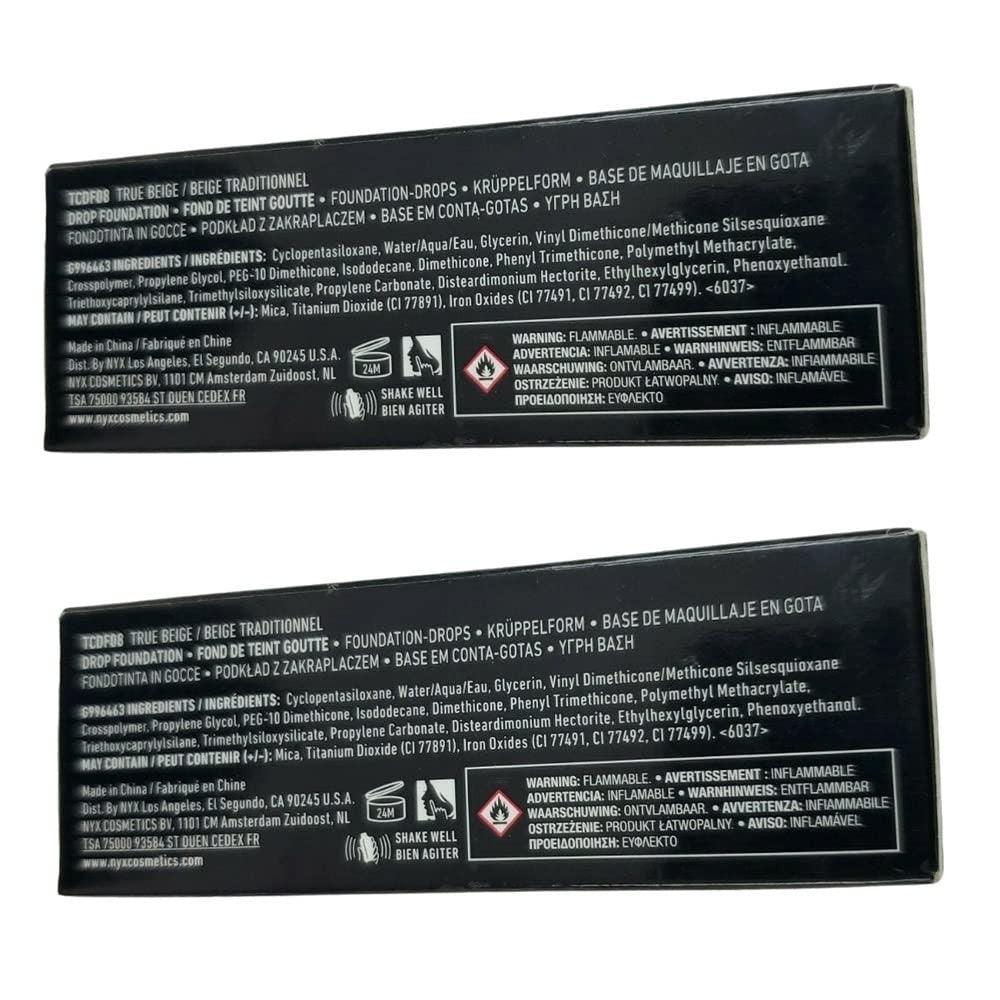 TCDF08 TRUE BEIGE / BEIGE TRADITIONNEL
DROP FOUNDATION • FOND DE TEINT GOUTTE • FOUNDATION-DROPS • KRÜPPELFORM • BASE DE MAQUILLAJE EN GOTA
FONDOTINTA IN GOCCE • PODKŁAD Z ZAKRAPLACZEM • BASE EM CONTA-GOTAS • ΥΓΡΗ ΒΑΣΗ
G996463 INGREDIENTS / INGRÉDIENTS: Cyclopentasiloxane, Water/Aqua/Eau, Glycerin, Vinyl Dimethicone/Methicone Silsesquioxane
Crosspolymer, Propylene Glycol, PEG-10 Dimethicone, Isododecane, Dimethicone, Phenyl Trimethicone, Polymethyl Methacrylate,
Triethoxycaprylylsilane, Trimethylsiloxysilicate, Propylene Carbonate, Disteardimonium Hectorite, Ethylhexylglycerin, Phenoxyethanol.
MAY CONTAIN / PEUT CONTENIR (+/-): Mica, Titanium Dioxide (CI 77891), Iron Oxides (CI 77491, CI 77492, CI 77499). <6037>
Made in China / Fabriqué en Chine
Dist. By NYX Los Angeles, El Segundo, CA 90245 U.S.A.
NYX COSMETICS BV, 1101 CM Amsterdam Zuidoost, NL
TSA 75000 93584 ST OUEN CEDEX FR
www.nyxcosmetics.com
24M
SHAKE WELL
BIEN AGITER
WARNING: FLAMMABLE. • AVERTISSEMENT : INFLAMMABLE
ADVERTENCIA: INFLAMABLE • WARNHINWEIS: ENTFLAMMBAR
WAARSCHUWING: ONTVLAMBAAR. • AVVERTENZA: INFIAMMABILE
OSTRZEŻENIE: PRODUKT ŁATWOPALNY. • AVISO: INFLAMÁVEL
ΠΡΟΕΙΔΟΠΟΙΗΣΗ: ΕΥΦΛΕΚΤΟ
TCDF08 TRUE BEIGE / BEIGE TRADITIONNEL
DROP FOUNDATION • FOND DE TEINT GOUTTE • FOUNDATION-DROPS • KRÜPPELFORM • BASE DE MAQUILLAJE EN GOTA
FONDOTINTA IN GOCCE • PODKŁAD Z ZAKRAPLACZEM • BASE EM CONTA-GOTAS • ΥΓΡΗ ΒΑΣΗ
G996463 INGREDIENTS / INGRÉDIENTS: Cyclopentasiloxane, Water/Aqua/Eau, Glycerin, Vinyl Dimethicone/Methicone Silsesquioxane
Crosspolymer, Propylene Glycol, PEG-10 Dimethicone, Isododecane, Dimethicone, Phenyl Trimethicone, Polymethyl Methacrylate,
Triethoxycaprylylsilane, Trimethylsiloxysilicate, Propylene Carbonate, Disteardimonium Hectorite, Ethylhexylglycerin, Phenoxyethanol.
MAY CONTAIN / PEUT CONTENIR (+/-): Mica, Titanium Dioxide (CI 77891), Iron Oxides (CI 77491, CI 77492, CI 77499). <6037>
Made in China / Fabriqué en Chine
Dist. By NYX Los Angeles, El Segundo, CA 90245 U.S.A.
NYX COSMETICS BV, 1101 CM Amsterdam Zuidoost, NL
TSA 75000 93584 ST OUEN CEDEX FR
www.nyxcosmetics.com
24M
SHAKE WELL
BIEN AGITER
WARNING: FLAMMABLE. • AVERTISSEMENT : INFLAMMABLE
ADVERTENCIA: INFLAMABLE • WARNHINWEIS: ENTFLAMMBAR
WAARSCHUWING: ONTVLAMBAAR. • AVVERTENZA: INFIAMMABILE
OSTRZEŻENIE: PRODUKT ŁATWOPALNY. • AVISO: INFLAMÁVEL
ΠΡΟΕΙΔΟΠΟΙΗΣΗ: ΕΥΦΛΕΚΤΟ